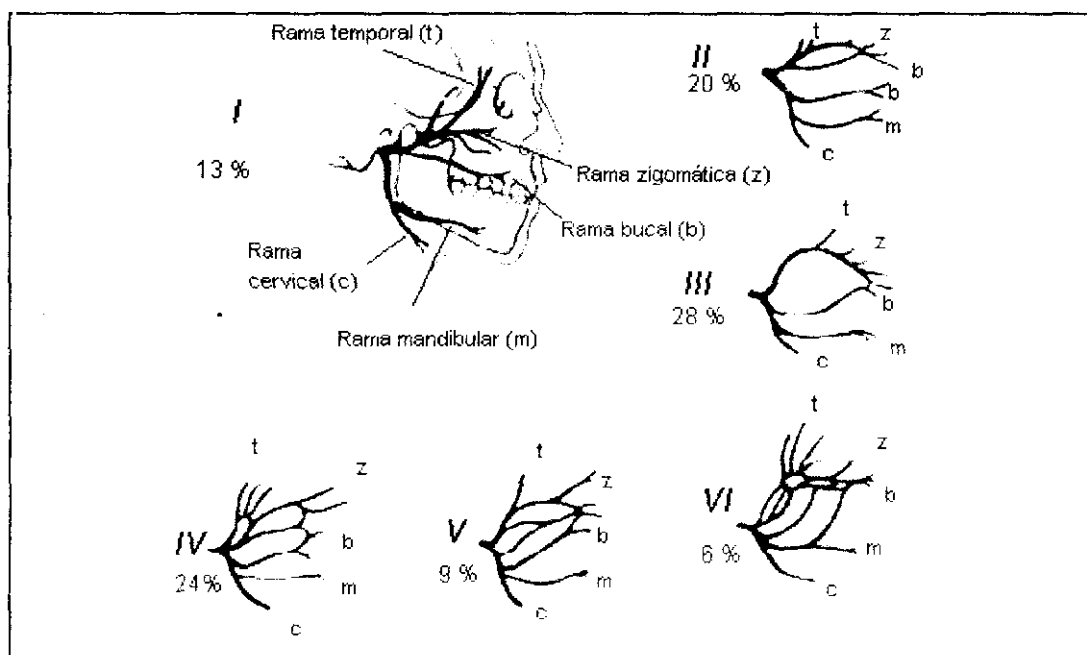 Rama temporal (t)
I
13 %
Rama zigomática (z)
Rama bucal (b)
Rama
cervical (c)
Rama mandibular (m)
II
20 %
t
z
b
b
m
c
III
28 %
t
z
b
m
c
IV
24 %
t
z
b
m
c
V
9 %
t
z
b
m
c
VI
6 %
t
z
b
m
c